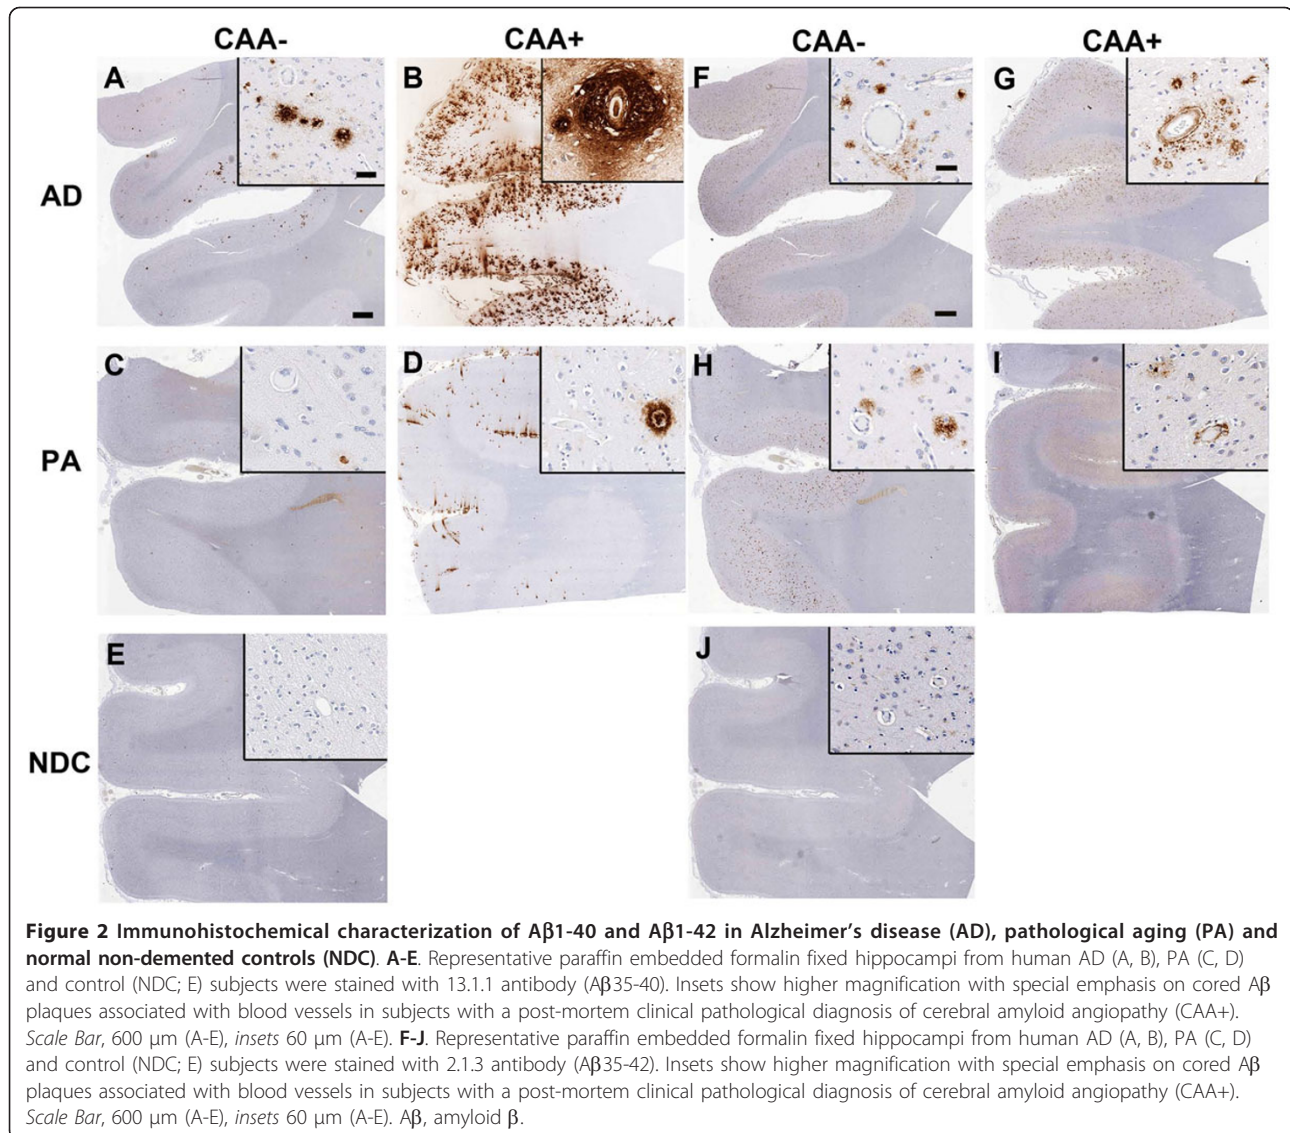 CAA- CAA+ CAA- CAA+
A B F G
AD
C D H I
PA
E J
NDC
Figure 2 Immunohistochemical characterization of Aβ1-40 and Aβ1-42 in Alzheimer's disease (AD), pathological aging (PA) and
normal non-demented controls (NDC). A-E. Representative paraffin embedded formalin fixed hippocampi from human AD (A, B), PA (C, D)
and control (NDC; E) subjects were stained with 13.1.1 antibody (Aβ35-40). Insets show higher magnification with special emphasis on cored Aβ
plaques associated with blood vessels in subjects with a post-mortem clinical pathological diagnosis of cerebral amyloid angiopathy (CAA+).
Scale Bar, 600 μm (A-E), insets 60 μm (A-E). F-J. Representative paraffin embedded formalin fixed hippocampi from human AD (A, B), PA (C, D)
and control (NDC; E) subjects were stained with 2.1.3 antibody (Aβ35-42). Insets show higher magnification with special emphasis on cored Aβ
plaques associated with blood vessels in subjects with a post-mortem clinical pathological diagnosis of cerebral amyloid angiopathy (CAA+).
Scale Bar, 600 μm (A-E), insets 60 μm (A-E). Aβ, amyloid β.